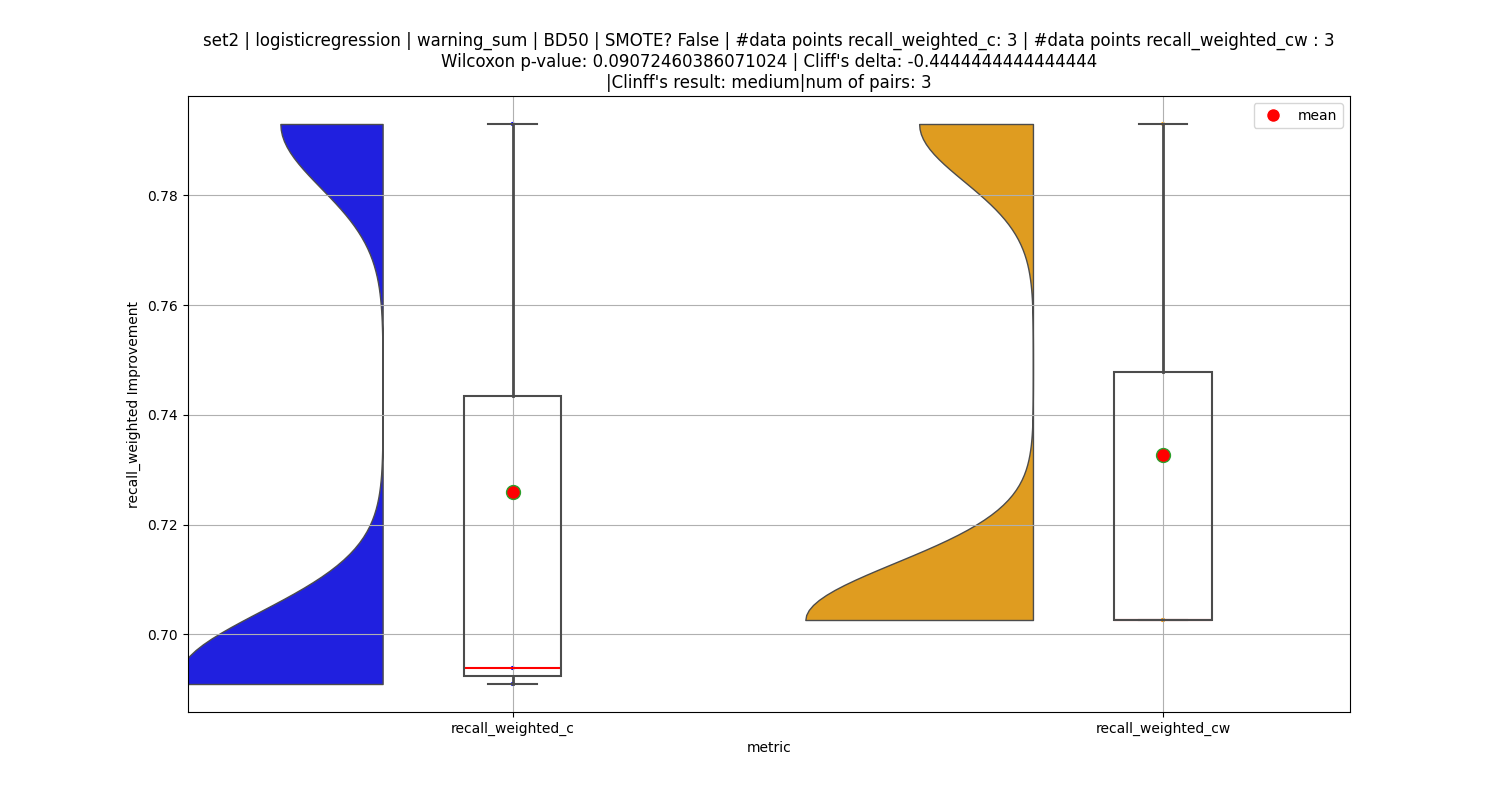 set2 | logisticregression | warning_sum | BD50 | SMOTE? False | #data points recall_weighted_c: 3 | #data points recall_weighted_cw : 3
Wilcoxon p-value: 0.09072460386071024 | Cliff's delta: -0.4444444444444444
|Clinff's result: medium|num of pairs: 3
mean
0.78
0.76
0.74
0.72
0.70
recall_weighted Improvement
recall_weighted_c
recall_weighted_cw
metric